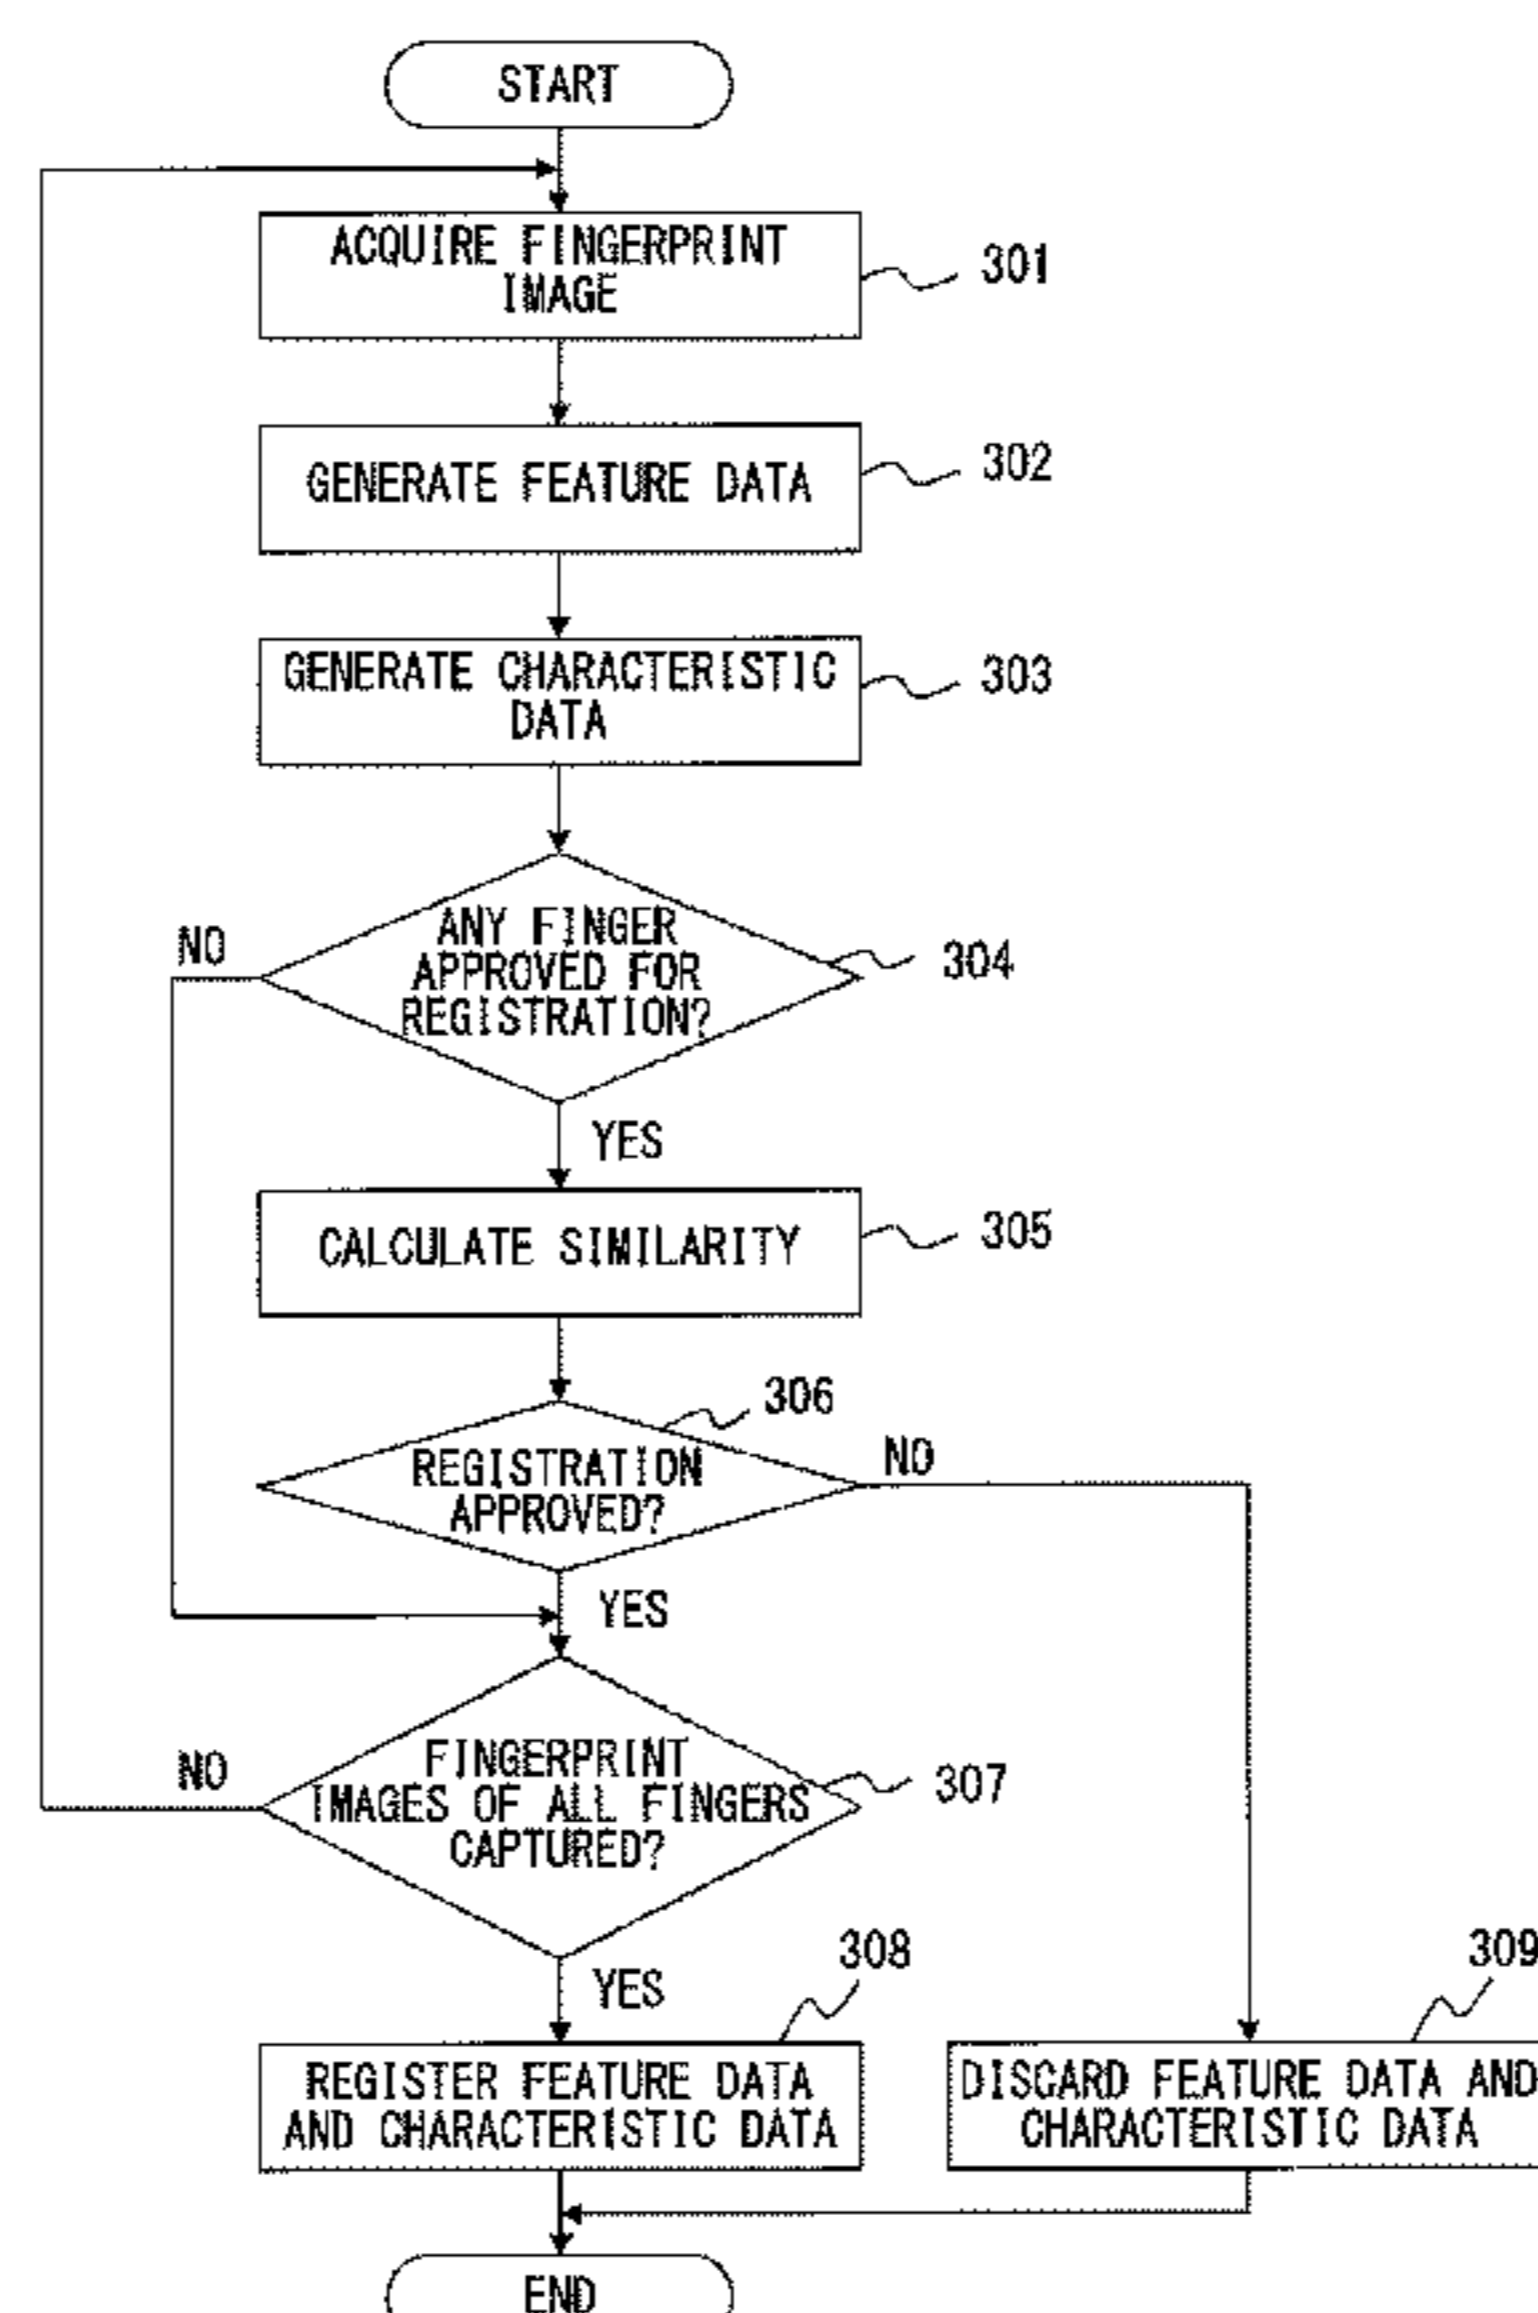 START
ACQUIRE FINGERPRINT
IMAGE
301
GENERATE FEATURE DATA
302
GENERATE CHARACTERISTIC
DATA
303
NO
ANY FINGER
APPROVED FOR
REGISTRATION?
304
YES
CALCULATE SIMILARITY
305
306
REGISTRATION
APPROVED?
NO
YES
NO
FINGERPRINT
IMAGES OF ALL FINGERS
CAPTURED?
307
YES
308
309
REGISTER FEATURE DATA
AND CHARACTERISTIC DATA
DISCARD FEATURE DATA AND
CHARACTERISTIC DATA
END